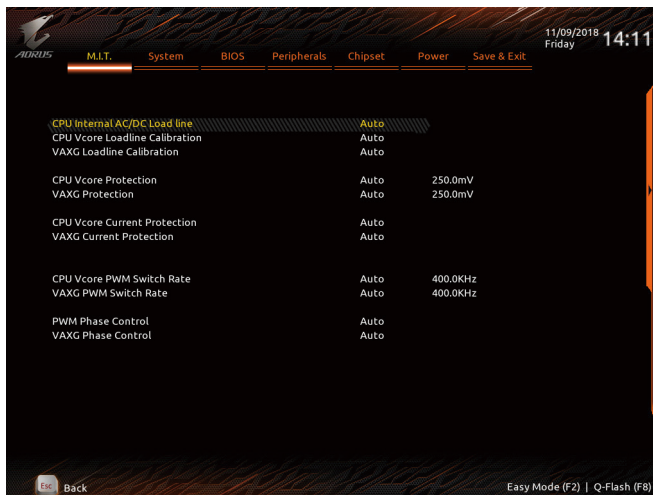 11/09/2018 14:11
Friday
AORUS
M.I.T. System BIOS Peripherals Chipset Power Save & Exit
CPU Internal AC/DC Load line Auto
CPU Vcore Loadline Calibration Auto
VAXG Loadline Calibration Auto
CPU Vcore Protection Auto 250.0mV
VAXG Protection Auto 250.0mV
CPU Vcore Current Protection Auto
VAXG Current Protection Auto
CPU Vcore PWM Switch Rate Auto 400.0KHz
VAXG PWM Switch Rate Auto 400.0KHz
PWM Phase Control Auto
VAXG Phase Control Auto
Esc Back Easy Mode (F2) | Q-Flash (F8)